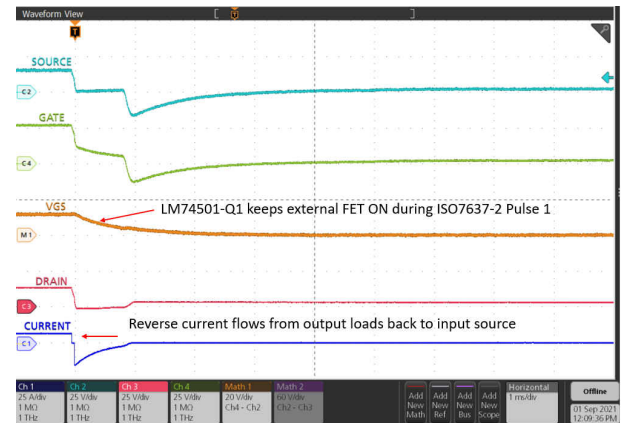 Waveform View
T
SOURCE
C2
GATE
C4
VGS
LM74501-Q1 keeps external FET ON during ISO7637-2 Pulse 1
M1
DRAIN
C3
CURRENT
Reverse current flows from output loads back to input source
C1
Ch 1
25 A/div
1 MΩ
1 THz
Ch 2
25 V/div
1 MΩ
1 THz
Ch 3
25 V/div
1 MΩ
1 THz
Ch 4
25 V/div
1 MΩ
1 THz
Math 1
20 V/div
Ch4 - Ch2
Math 2
60 V/div
Ch2 - Ch3
Add New Math
Add New Ref
Add New Bus
Add New Scope
Horizontal
1 ms/div
Offline
01 Sep 2021
12:09:36 PM